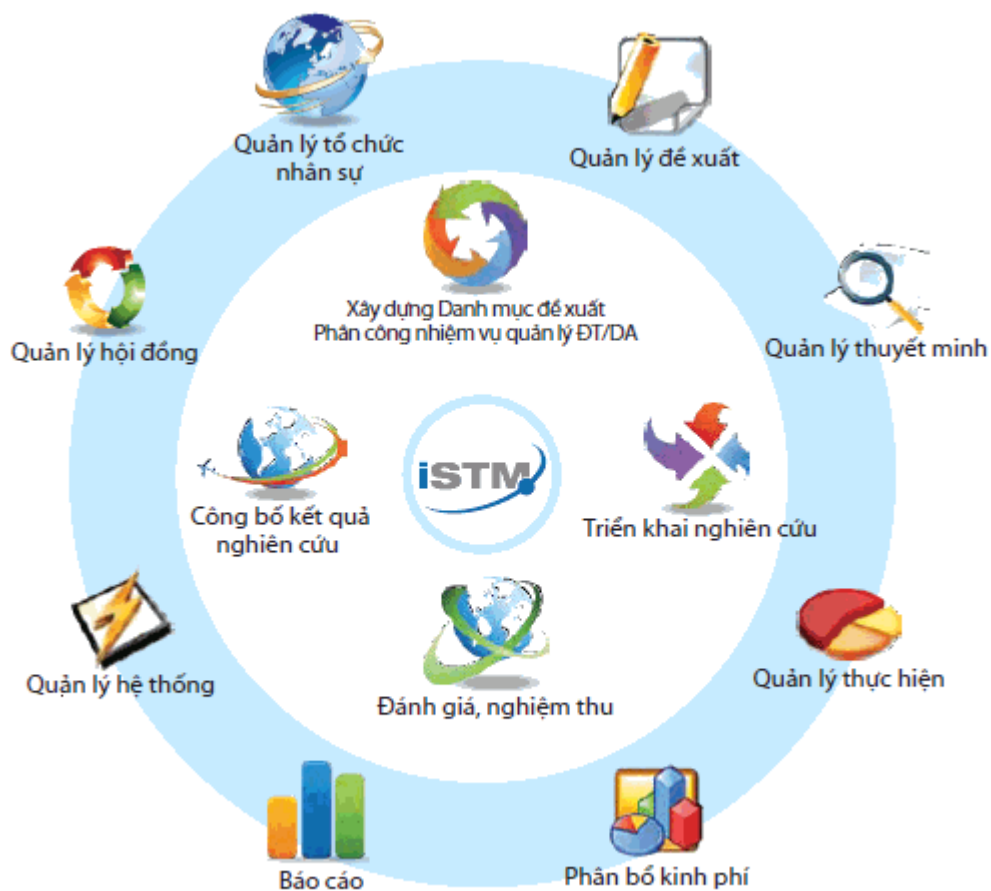 Quản lý tổ chức
nhân sự
Quản lý đề xuất
Xây dựng Danh mục đề xuất
Phân công nhiệm vụ quản lý ĐT/DA
Quản lý hội đồng
Quản lý thuyết minh
iSTM
Công bố kết quả
nghiên cứu
Triển khai nghiên cứu
Quản lý hệ thống
Đánh giá, nghiệm thu
Quản lý thực hiện
Báo cáo
Phân bổ kinh phí